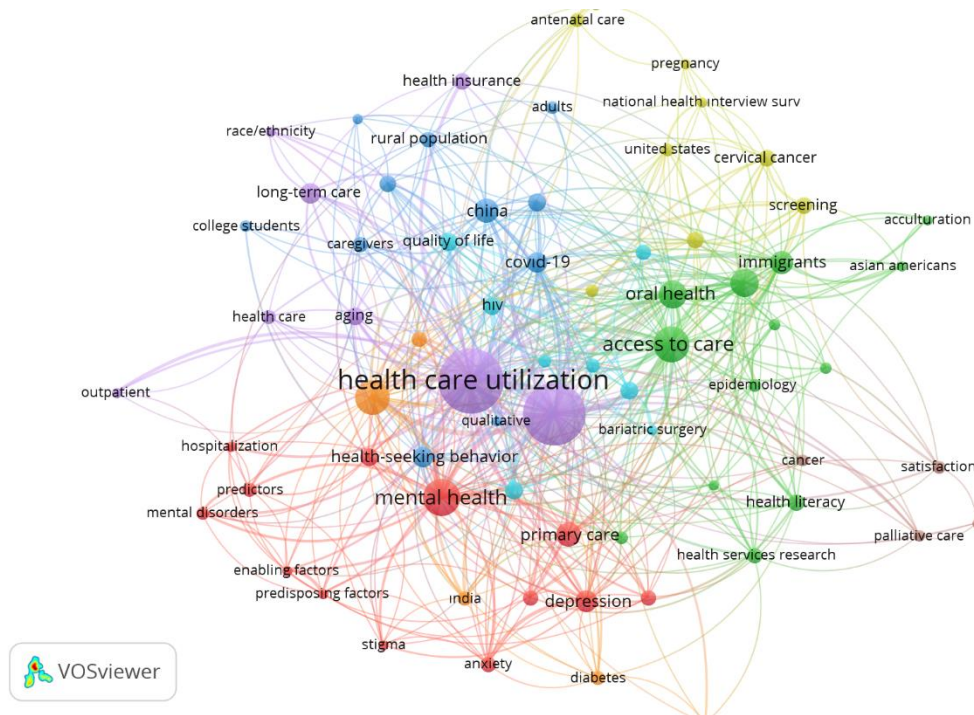 antenatal care
pregnancy
health insurance
national health interview surv
adults
race/ethnicity
rural population
united states
cervical cancer
long-term care
screening
china
acculturation
college students
caregivers
quality of life
covid-19
immigrants
asian americans
oral health
hiv
health care
aging
access to care
health care utilization
epidemiology
outpatient
qualitative
bariatric surgery
hospitalization
health-seeking behavior
cancer
satisfaction
predictors
mental health
health literacy
mental disorders
primary care
palliative care
health services research
enabling factors
predisposing factors
india
depression
stigma
anxiety
diabetes
VOSviewer